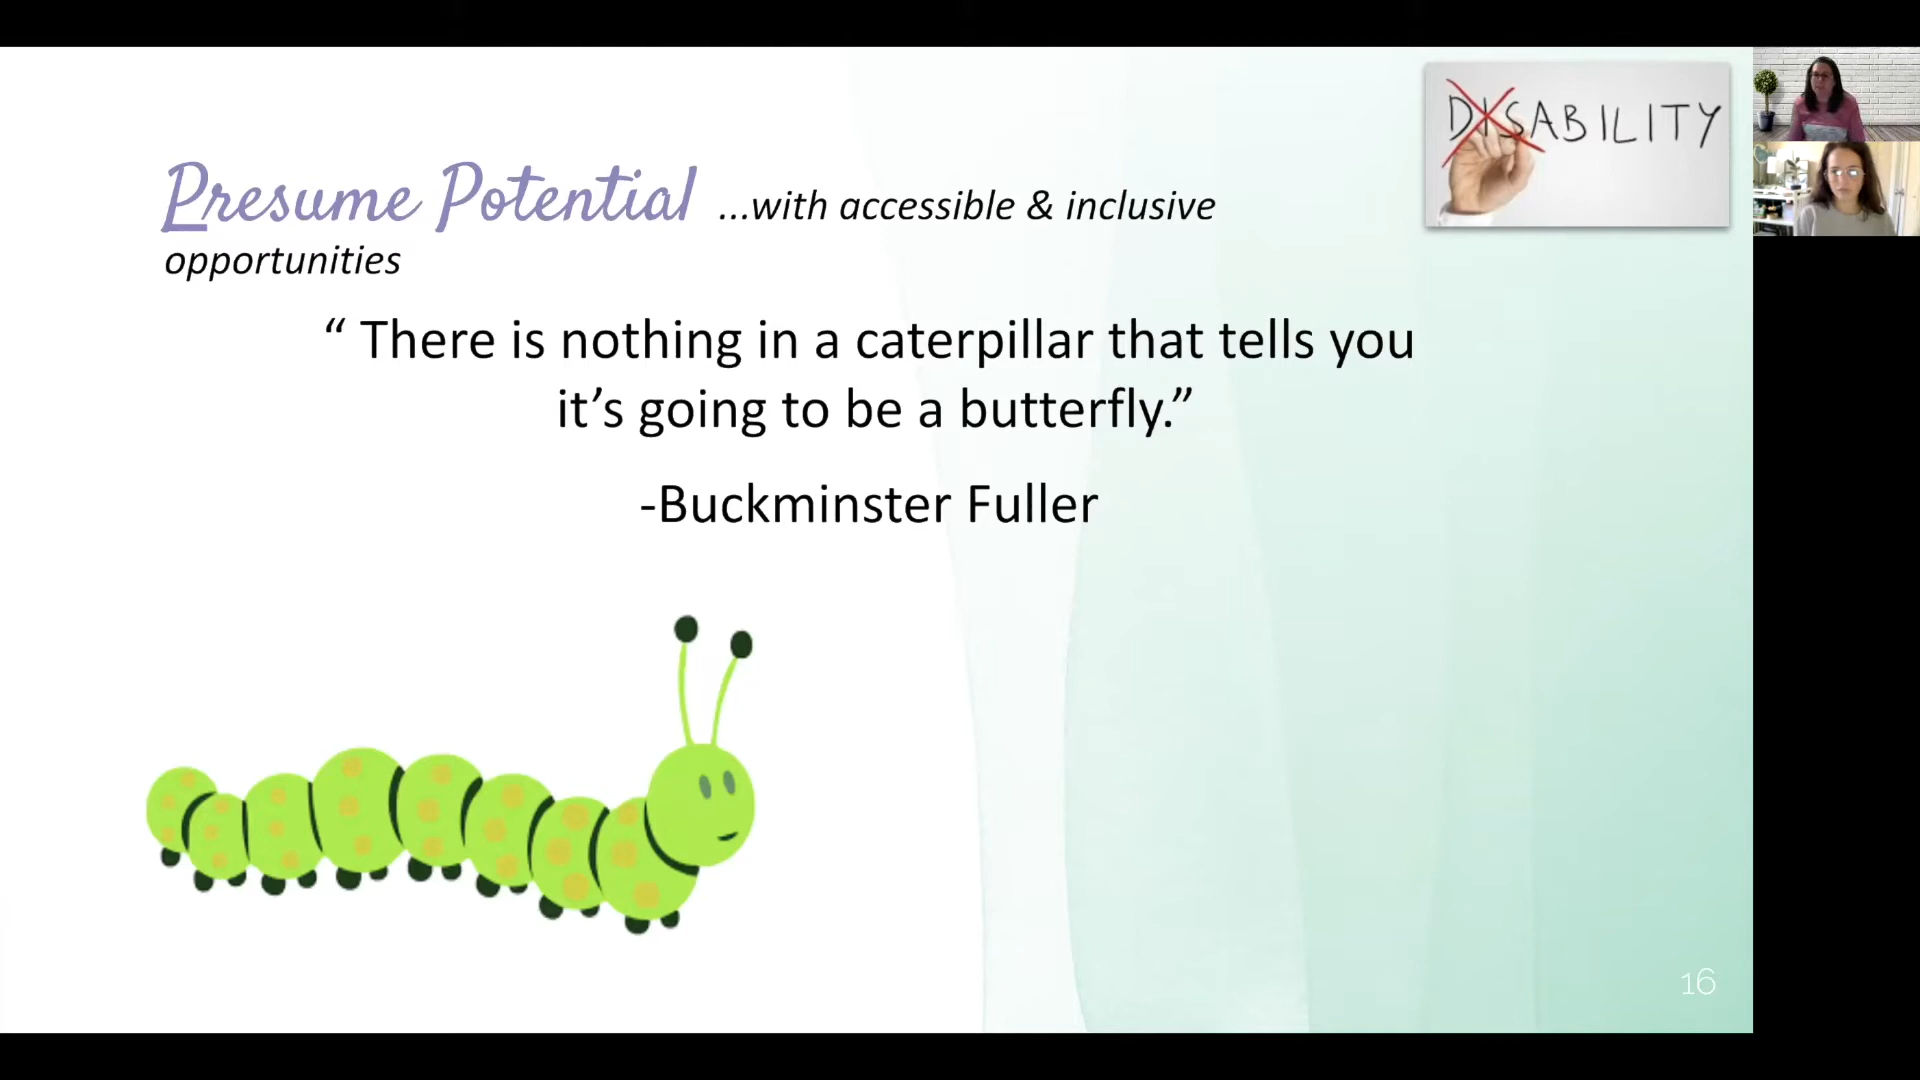 DISABILITY
Presume Potential ...with accessible & inclusive
opportunities
“ There is nothing in a caterpillar that tells you
it’s going to be a butterfly.”
-Buckminster Fuller
16